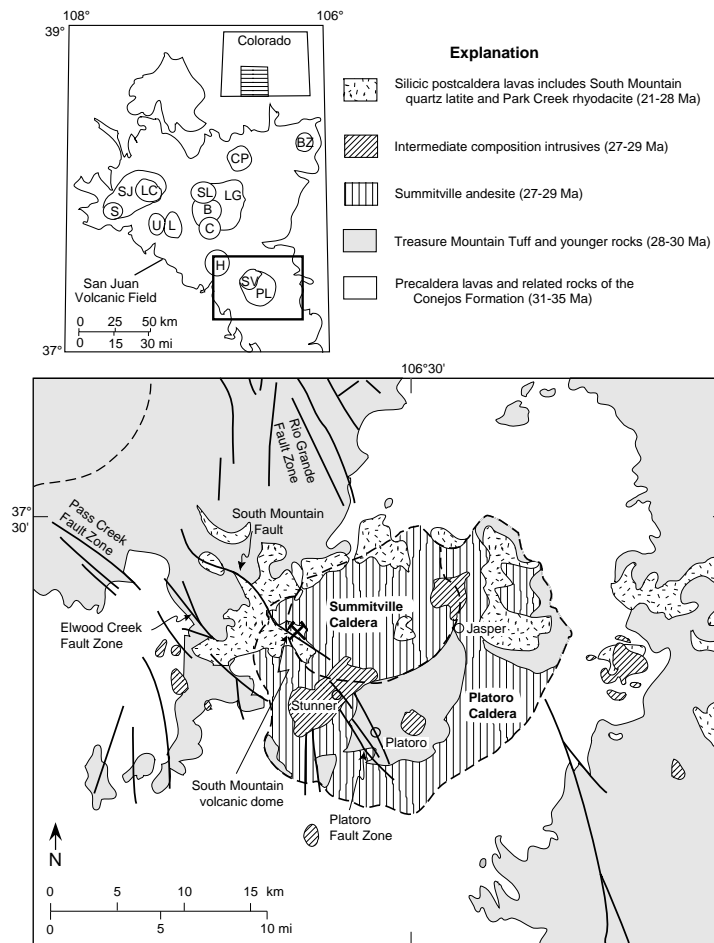 108°
106°
39°
Colorado
BZ
CP
SJ
LC
SL
LG
S
B
U
L
C
H
SV
PL
San Juan
Volcanic Field
0 25 50 km
0 15 30 mi
37°
Explanation
Silicic postcaldera lavas includes South Mountain
quartz latite and Park Creek rhyodacite (21-28 Ma)
Intermediate composition intrusives (27-29 Ma)
Summitville andesite (27-29 Ma)
Treasure Mountain Tuff and younger rocks (28-30 Ma)
Precaldera lavas and related rocks of the
Conejos Formation (31-35 Ma)
106°30'
37°
30'
Rio Grande
Fault Zone
Pass Creek
Fault Zone
South Mountain
Fault
Elwood Creek
Fault Zone
Summitville
Caldera
Jasper
Platoro
Caldera
Stunner
Platoro
South Mountain
volcanic dome
Platoro
Fault Zone
N
0 5 10 15 km
0 5 10 mi